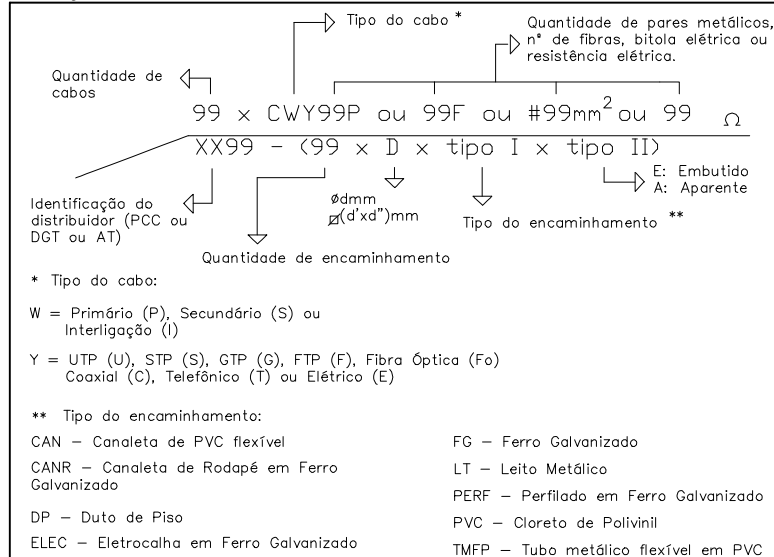 Tipo do cabo *
Quantidade de pares metálicos,
nº de fibras, bitola elétrica ou
resistência elétrica.
Quantidade de
cabos
99 x CWY99P ou 99F ou #99mm² ou 99 Ω
XX99 - (99 x D x tipo I x tipo II)
E: Embutido
A: Aparente
Identificação do
distribuidor (PCC ou
DGT ou AT)
Ødmm
(d'xd")mm
Tipo do encaminhamento **
Quantidade de encaminhamento
* Tipo do cabo:
W = Primário (P), Secundário (S) ou
Interligação (I)
Y = UTP (U), STP (S), GTP (G), FTP (F), Fibra Óptica (Fo)
Coaxial (C), Telefônico (T) ou Elétrico (E)
** Tipo do encaminhamento:
CAN – Canaleta de PVC flexível
CANR – Canaleta de Rodapé em Ferro
Galvanizado
DP – Duto de Piso
ELEC – Eletrocalha em Ferro Galvanizado
FG – Ferro Galvanizado
LT – Leito Metálico
PERF – Perfilado em Ferro Galvanizado
PVC – Cloreto de Polivinil
TMFP – Tubo metálico flexível em PVC